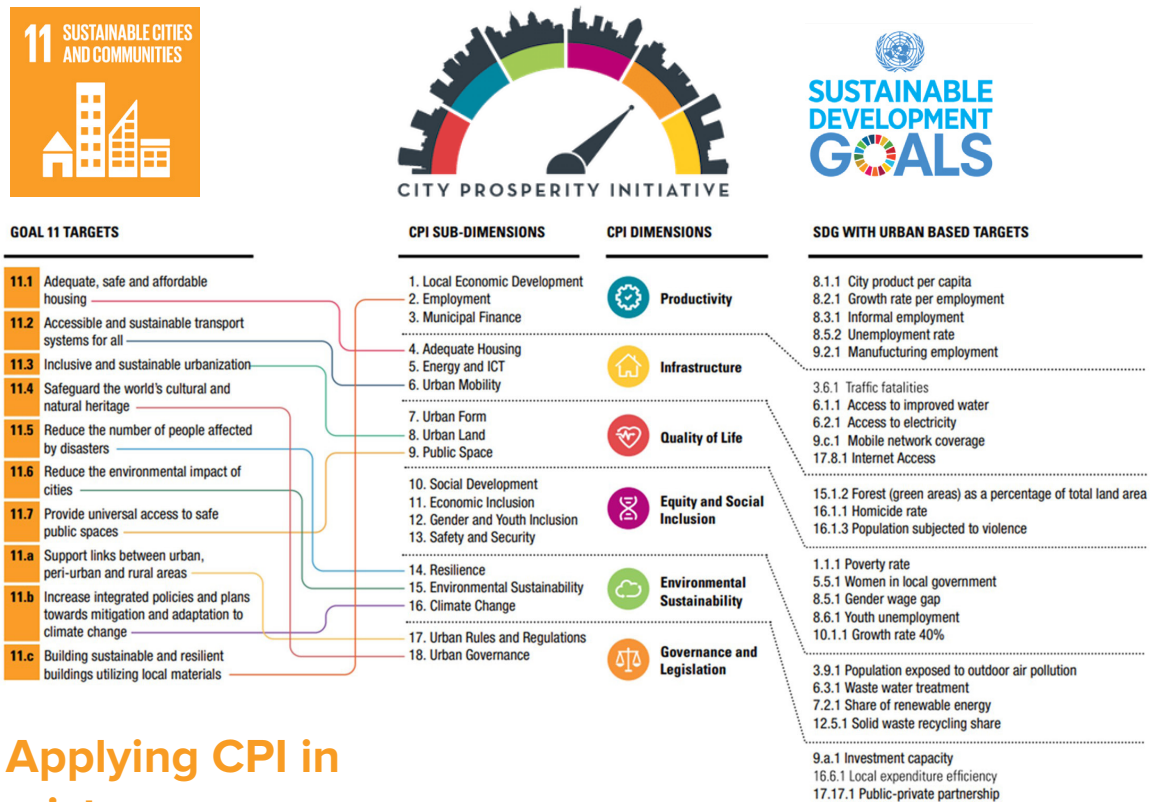 11 SUSTAINABLE CITIES
AND COMMUNITIES
CITY PROSPERITY INITIATIVE
SUSTAINABLE
DEVELOPMENT
GOALS
GOAL 11 TARGETS
11.1 Adequate, safe and affordable
housing
11.2 Accessible and sustainable transport
systems for all
11.3 Inclusive and sustainable urbanization
11.4 Safeguard the world's cultural and
natural heritage
11.5 Reduce the number of people affected
by disasters
11.6 Reduce the environmental impact of
cities
11.7 Provide universal access to safe
public spaces
11.a Support links between urban,
peri-urban and rural areas
11.b Increase integrated policies and plans
towards mitigation and adaptation to
climate change
11.c Building sustainable and resilient
buildings utilizing local materials
CPI SUB-DIMENSIONS
1. Local Economic Development
2. Employment
3. Municipal Finance
4. Adequate Housing
5. Energy and ICT
6. Urban Mobility
7. Urban Form
8. Urban Land
9. Public Space
10. Social Development
11. Economic Inclusion
12. Gender and Youth Inclusion
13. Safety and Security
14. Resilience
15. Environmental Sustainability
16. Climate Change
17. Urban Rules and Regulations
18. Urban Governance
CPI DIMENSIONS
Productivity
Infrastructure
Quality of Life
Equity and Social
Inclusion
Environmental
Sustainability
Governance and
Legislation
SDG WITH URBAN BASED TARGETS
8.1.1 City product per capita
8.2.1 Growth rate per employment
8.3.1 Informal employment
8.5.2 Unemployment rate
9.2.1 Manufucturing employment
3.6.1 Traffic fatalities
6.1.1 Access to improved water
6.2.1 Access to electricity
9.c.1 Mobile network coverage
17.8.1 Internet Access
15.1.2 Forest (green areas) as a percentage of total land area
16.1.1 Homicide rate
16.1.3 Population subjected to violence
1.1.1 Poverty rate
5.5.1 Women in local government
8.5.1 Gender wage gap
8.6.1 Youth unemployment
10.1.1 Growth rate 40%
3.9.1 Population exposed to outdoor air pollution
6.3.1 Waste water treatment
7.2.1 Share of renewable energy
12.5.1 Solid waste recycling share
9.a.1 Investment capacity
16.6.1 Local expenditure efficiency
17.17.1 Public-private partnership
Applying CPI in